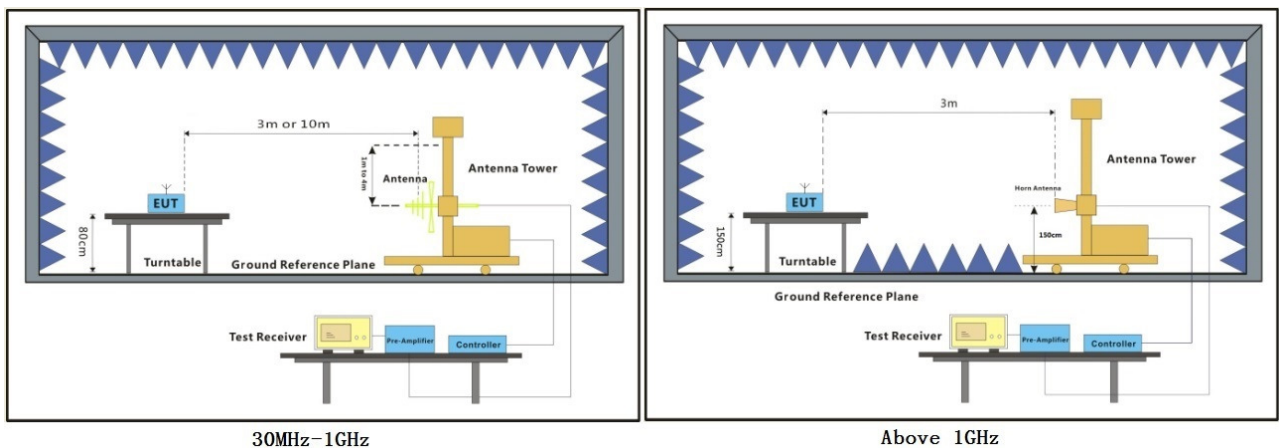 3m or 10m
1m to 4m
Antenna
Antenna Tower
EUT
80cm
Turntable
Ground Reference Plane
Test Receiver
Pre-Amplifier
Controller
30MHz-1GHz
3m
Antenna Tower
Horn Antenna
EUT
150cm
150cm
Turntable
Ground Reference Plane
Test Receiver
Pre-Amplifier
Controller
Above 1GHz